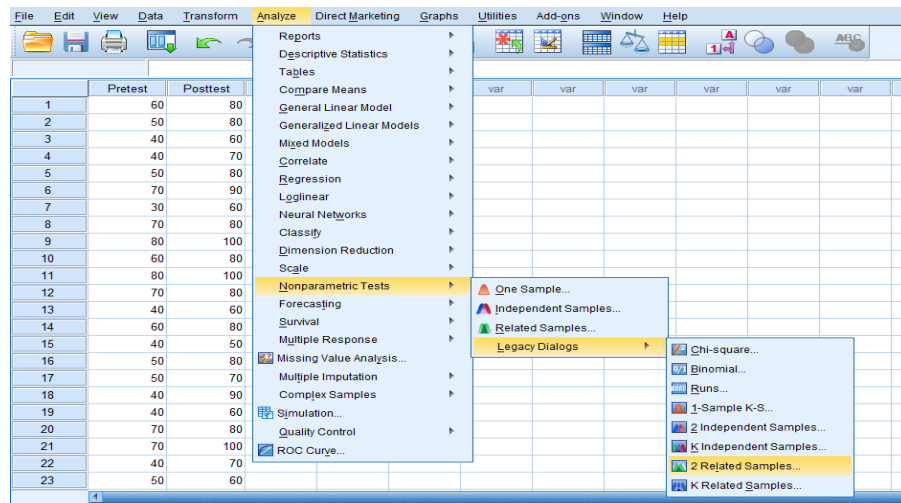 File Edit View Data Transform Analyze Direct Marketing Graphs Utilities Add-ons Window Help
Reports
Descriptive Statistics
Tables
Compare Means
General Linear Model
Generalized Linear Models
Mixed Models
Correlate
Regression
Loglinear
Neural Networks
Classify
Dimension Reduction
Scale
Nonparametric Tests
Forecasting
Survival
Multiple Response
Missing Value Analysis...
Multiple Imputation
Complex Samples
Simulation...
Quality Control
ROC Curve...
One Sample...
Independent Samples...
Related Samples...
Legacy Dialogs
Chi-square...
Binomial...
Runs...
1-Sample K-S...
2 Independent Samples...
K Independent Samples...
2 Related Samples...
K Related Samples...
A
1
ABC
Pretest Posttest var var var var var var
1 60 80
2 50 80
3 40 60
4 40 70
5 50 80
6 70 90
7 30 60
8 70 80
9 80 100
10 60 80
11 80 100
12 70 80
13 40 60
14 60 80
15 40 50
16 50 80
17 50 70
18 40 90
19 40 60
20 70 80
21 70 100
22 40 70
23 50 60